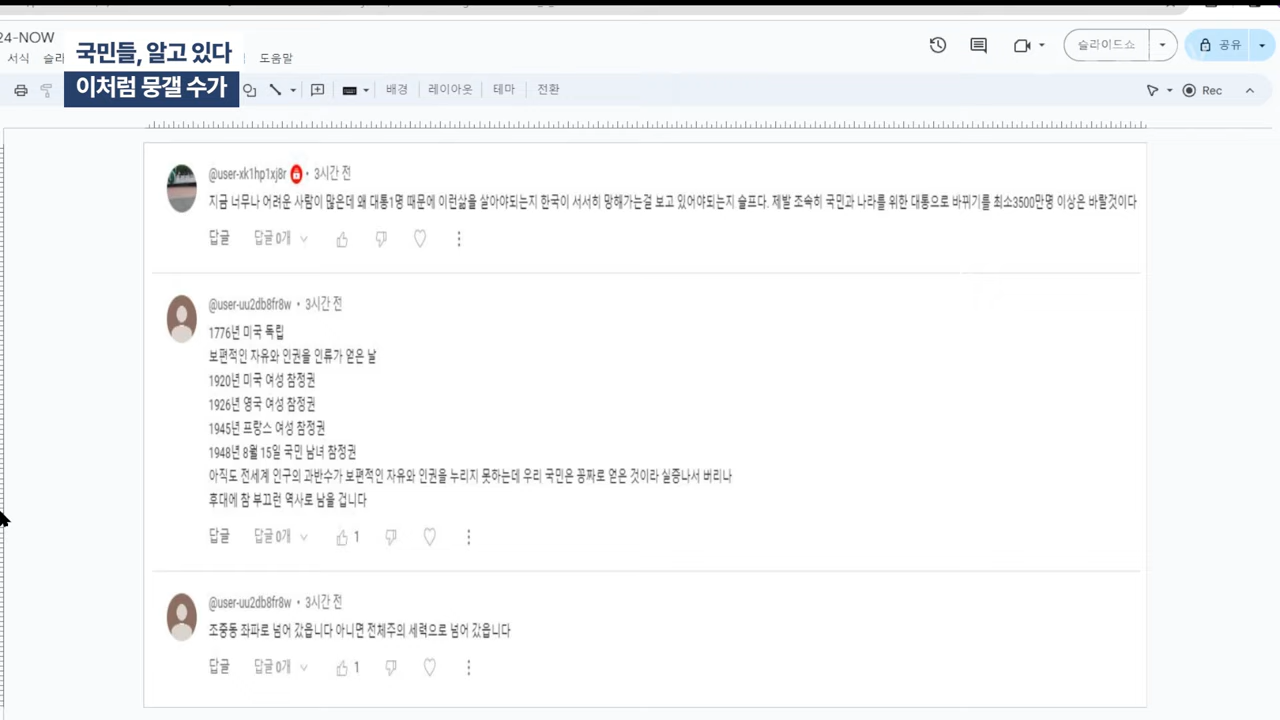 24-NOW
국민들, 알고 있다
이처럼 뭉갤 수가
서식 슬라 도움말
슬라이드쇼
공유
배경 레이아웃 테마 전환
Rec
@user-xk1hp1xj8r • 3시간 전
지금 너무나 어려운 사람이 많은데 왜 대통1명 때문에 이런삶을 살아야되는지 한국이 서서히 망해가는걸 보고 있어야되는지 슬프다. 제발 조속히 국민과 나라를 위한 대통으로 바뀌기를 최소3500만명 이상은 바랄것이다
답글 답글 0개
@user-uu2db8fr8w • 3시간 전
1776년 미국 독립
보편적인 자유와 인권을 인류가 얻은 날
1920년 미국 여성 참정권
1926년 영국 여성 참정권
1945년 프랑스 여성 참정권
1948년 8월 15일 국민 남녀 참정권
아직도 전세계 인구의 과반수가 보편적인 자유와 인권을 누리지 못하는데 우리 국민은 꽁짜로 얻은 것이라 실증나서 버리나
후대에 참 부끄런 역사로 남을 겁니다
답글 답글 0개 1
@user-uu2db8fr8w • 3시간 전
조중동 좌파로 넘어 갔읍니다 아니면 전체주의 세력으로 넘어 갔읍니다
답글 답글 0개 1